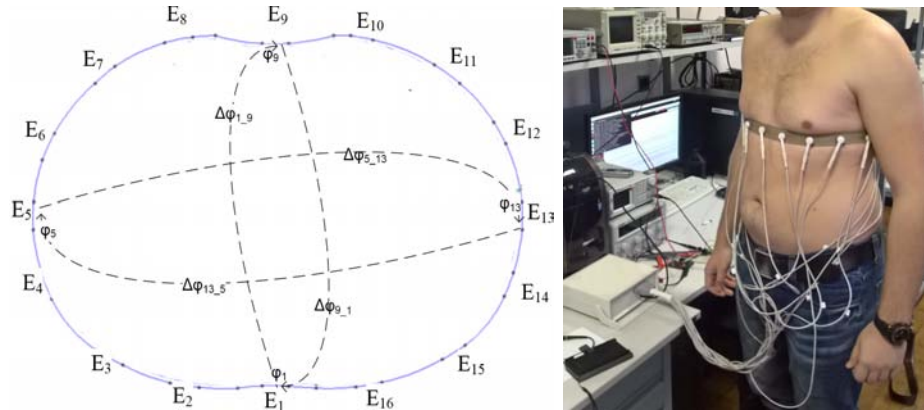 E₉
E₈
E₁₀
φ₉
E₇
E₁₁
Δφ₁_₉
E₆
E₁₂
Δφ₅_₁₃
E₅
φ₁₃
E₁₃
φ₅
Δφ₁₃_₅
E₄
Δφ₉_₁
E₁₄
E₃
E₁₅
φ₁
E₂
E₁
E₁₆